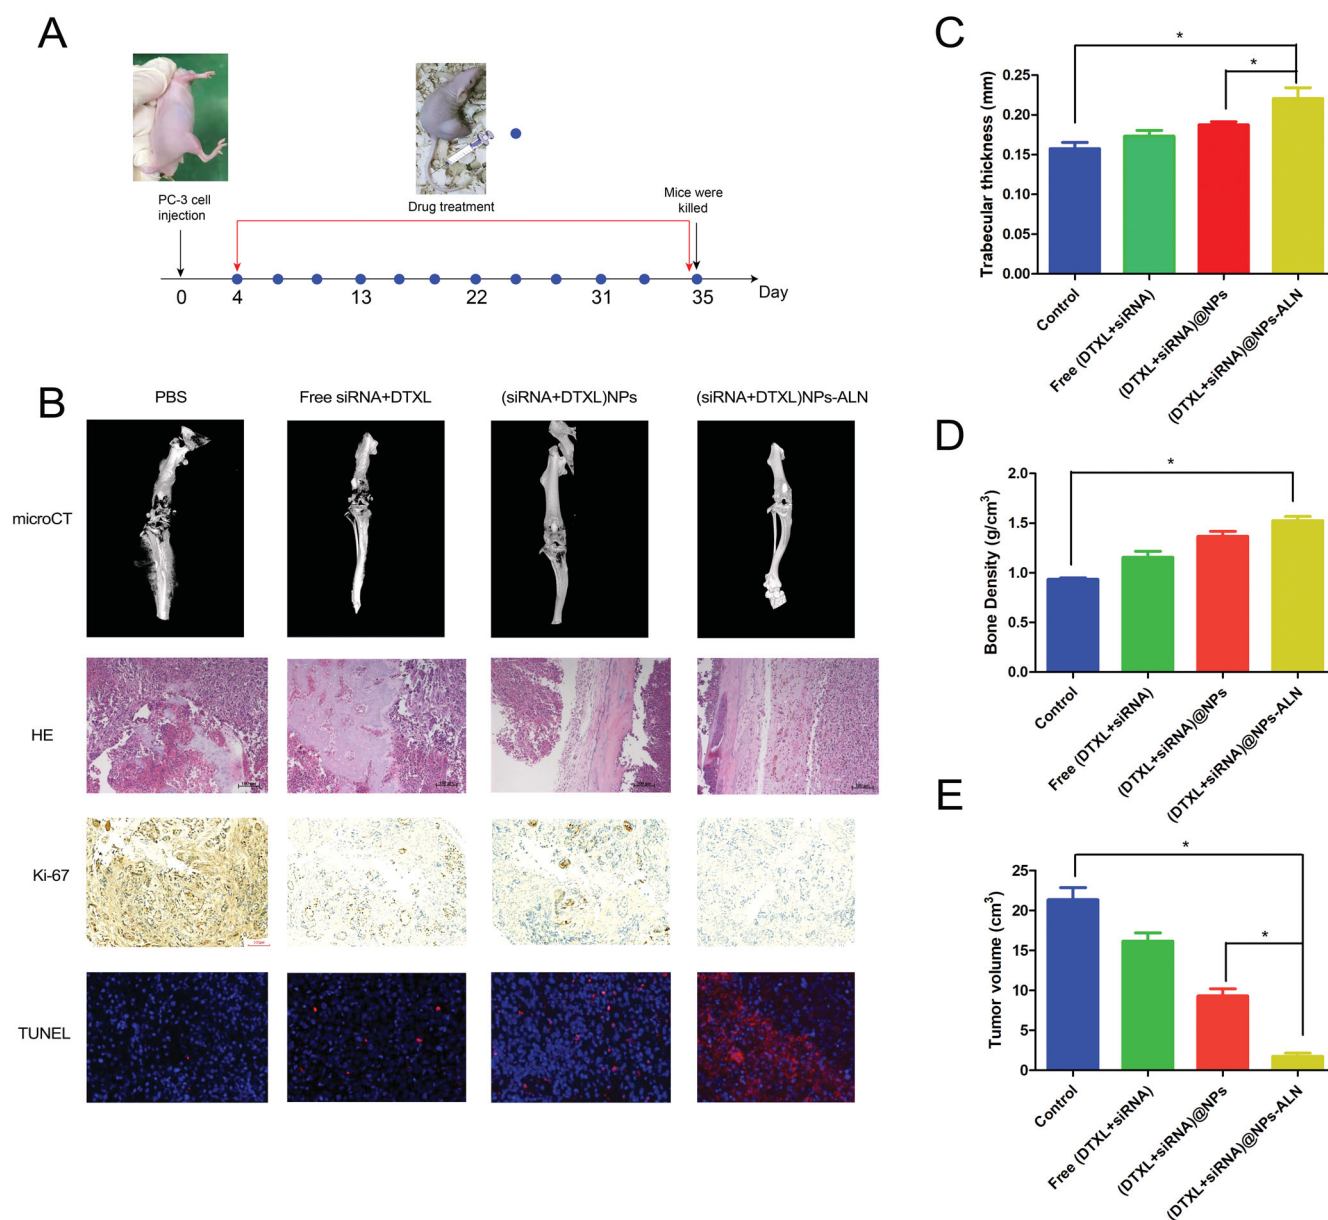 A
PC-3 cell
injection
Drug treatment
Mice were
killed
0
4
13
22
31
35
Day
B
PBS
Free siRNA+DTXL
(siRNA+DTXL)NPs
(siRNA+DTXL)NPs-ALN
microCT
HE
Ki-67
TUNEL
C
*
*
Trabecular thickness (mm)
0.25
0.20
0.15
0.10
0.05
0.00
Control
Free (DTXL+siRNA)
(DTXL+siRNA)@NPs
(DTXL+siRNA)@NPs-ALN
D
*
Bone Density (g/cm³)
2.0
1.5
1.0
0.5
0.0
Control
Free (DTXL+siRNA)
(DTXL+siRNA)@NPs
(DTXL+siRNA)@NPs-ALN
E
*
*
Tumor volume (cm³)
25
20
15
10
5
0
Control
Free (DTXL+siRNA)
(DTXL+siRNA)@NPs
(DTXL+siRNA)@NPs-ALN